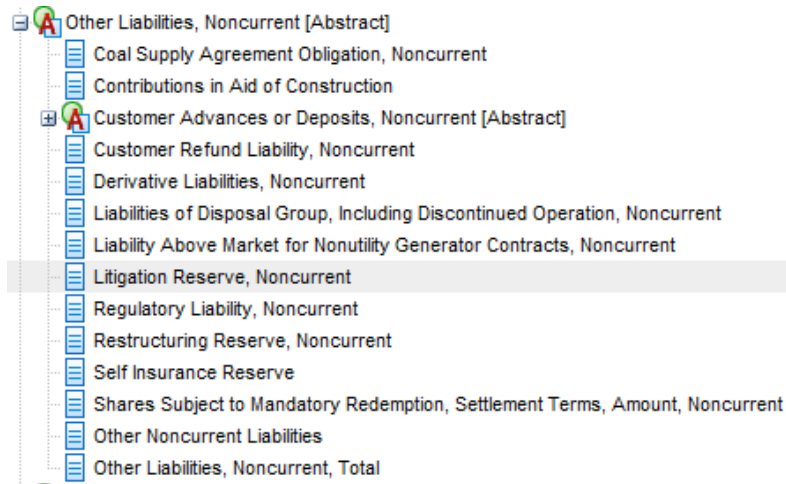 Other Liabilities, Noncurrent [Abstract]
Coal Supply Agreement Obligation, Noncurrent
Contributions in Aid of Construction
Customer Advances or Deposits, Noncurrent [Abstract]
Customer Refund Liability, Noncurrent
Derivative Liabilities, Noncurrent
Liabilities of Disposal Group, Including Discontinued Operation, Noncurrent
Liability Above Market for Nonutility Generator Contracts, Noncurrent
Litigation Reserve, Noncurrent
Regulatory Liability, Noncurrent
Restructuring Reserve, Noncurrent
Self Insurance Reserve
Shares Subject to Mandatory Redemption, Settlement Terms, Amount, Noncurrent
Other Noncurrent Liabilities
Other Liabilities, Noncurrent, Total